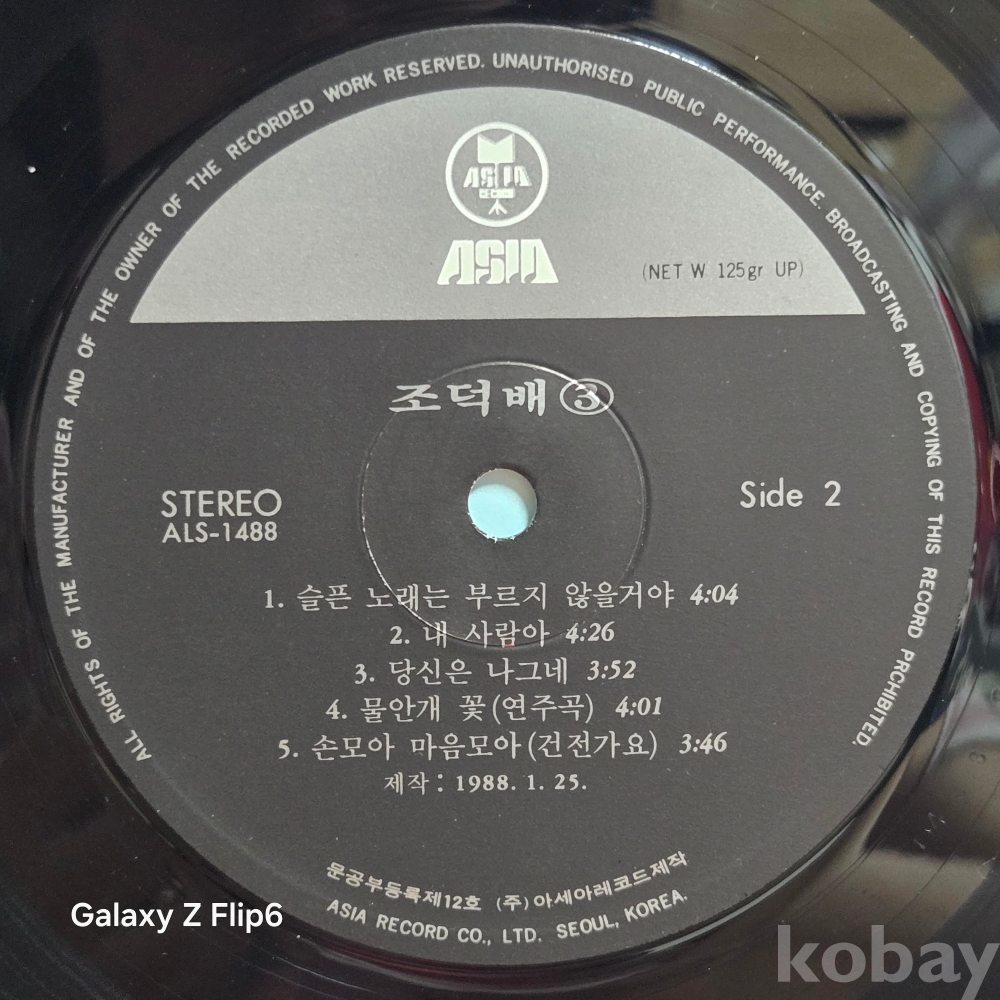 ALL RIGHTS OF THE MANUFACTURER AND OF THE OWNER OF THE RECORDED WORK RESERVED. UNAUTHORISED PUBLIC PERFORMANCE. BROADCASTING AND COPYING OF THIS RECORD PRCHIBITED.
ASIA
RECORD
ASIA
(NET W 125gr UP)
조덕배 ③
STEREO
ALS-1488
Side 2
1. 슬픈 노래는 부르지 않을거야 4:04
2. 내 사람아 4:26
3. 당신은 나그네 3:52
4. 물안개 꽃(연주곡) 4:01
5. 손모아 마음모아(건전가요) 3:46
제작: 1988. 1. 25.
문공부등록제12호 (주)아세아레코드제작
ASIA RECORD CO., LTD. SEOUL, KOREA.
Galaxy Z Flip6
kobay